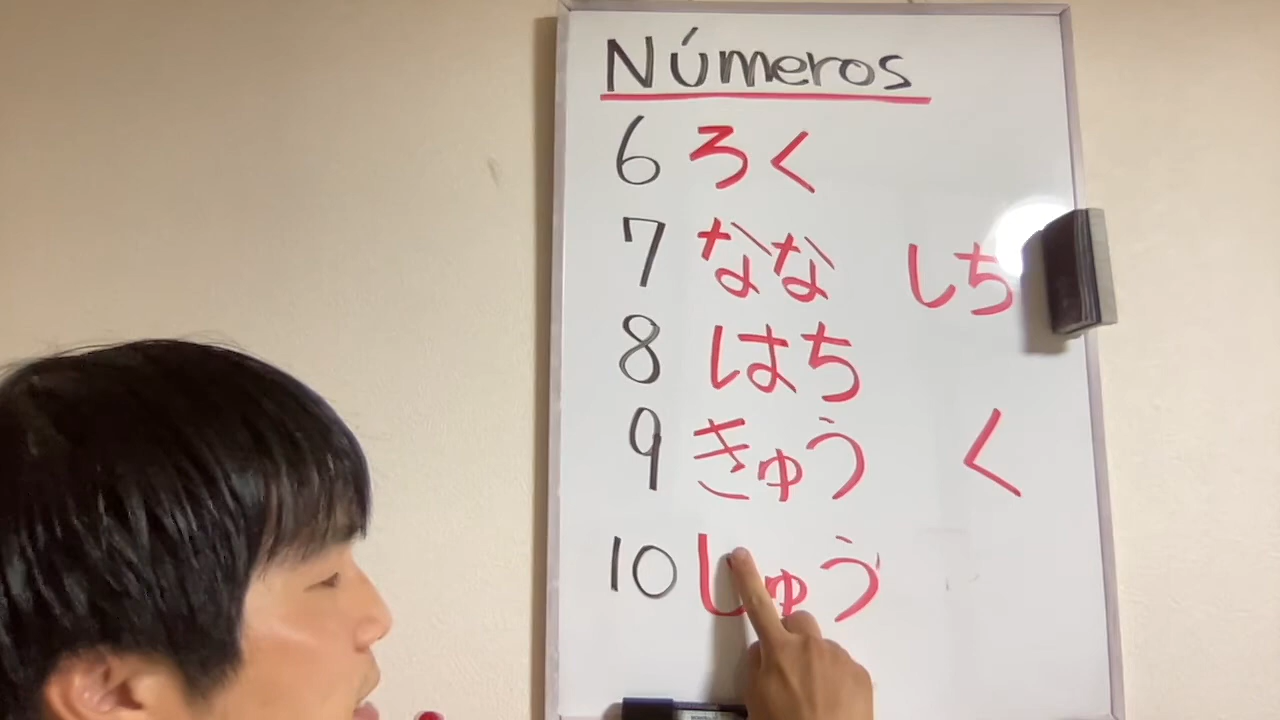 Números
6 ろく
7 なな しち
8 はち
9 きゅう く
10 じゅう